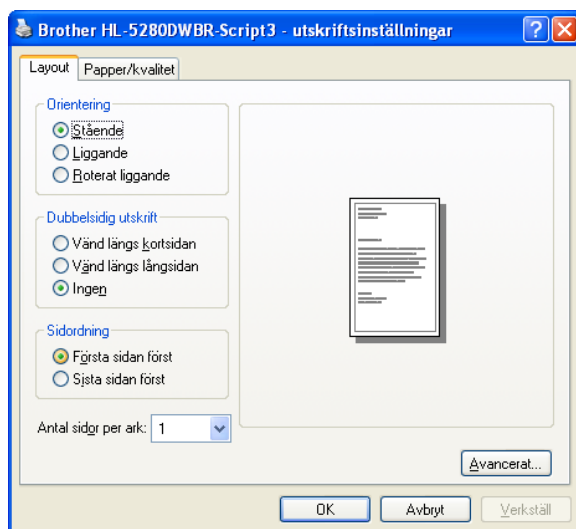 Brother HL-5280DWBR-Script3 - utskriftsinställningar
Layout
Papper/kvalitet
Orientering
Stående
Liggande
Roterat liggande
Dubbelsidig utskrift
Vänd längs kortsidan
Vänd längs långsidan
Ingen
Sidordning
Första sidan först
Sista sidan först
Antal sidor per ark: 1
Avancerat...
OK
Avbryt
Verkställ